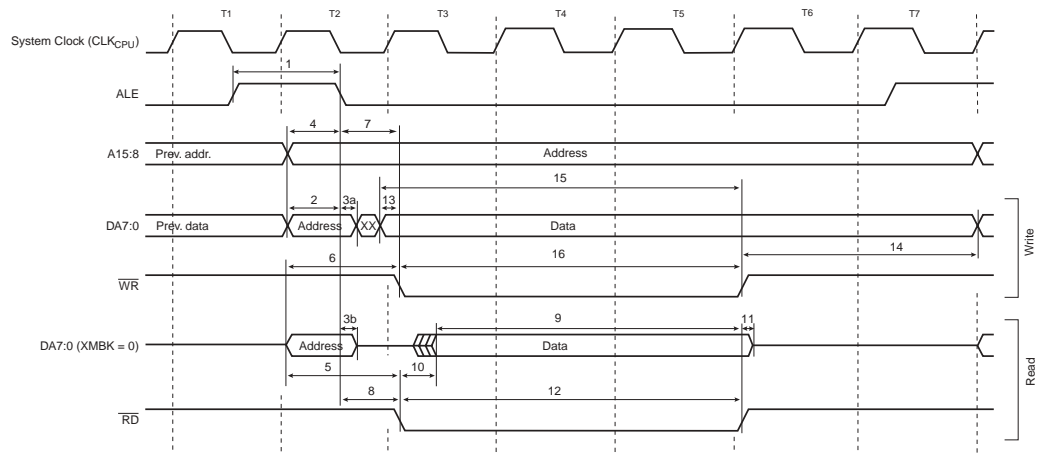 T1 T2 T3 T4 T5 T6 T7
System Clock (CLKCPU)
1
ALE
4 7
A15:8 Prev. addr. Address
15
2 3a 13
DA7:0 Prev. data Address XX Data
14
6 16
WR
Write
3b 9 11
DA7:0 (XMBK = 0) Address Data
5 10
8 12
RD
Read